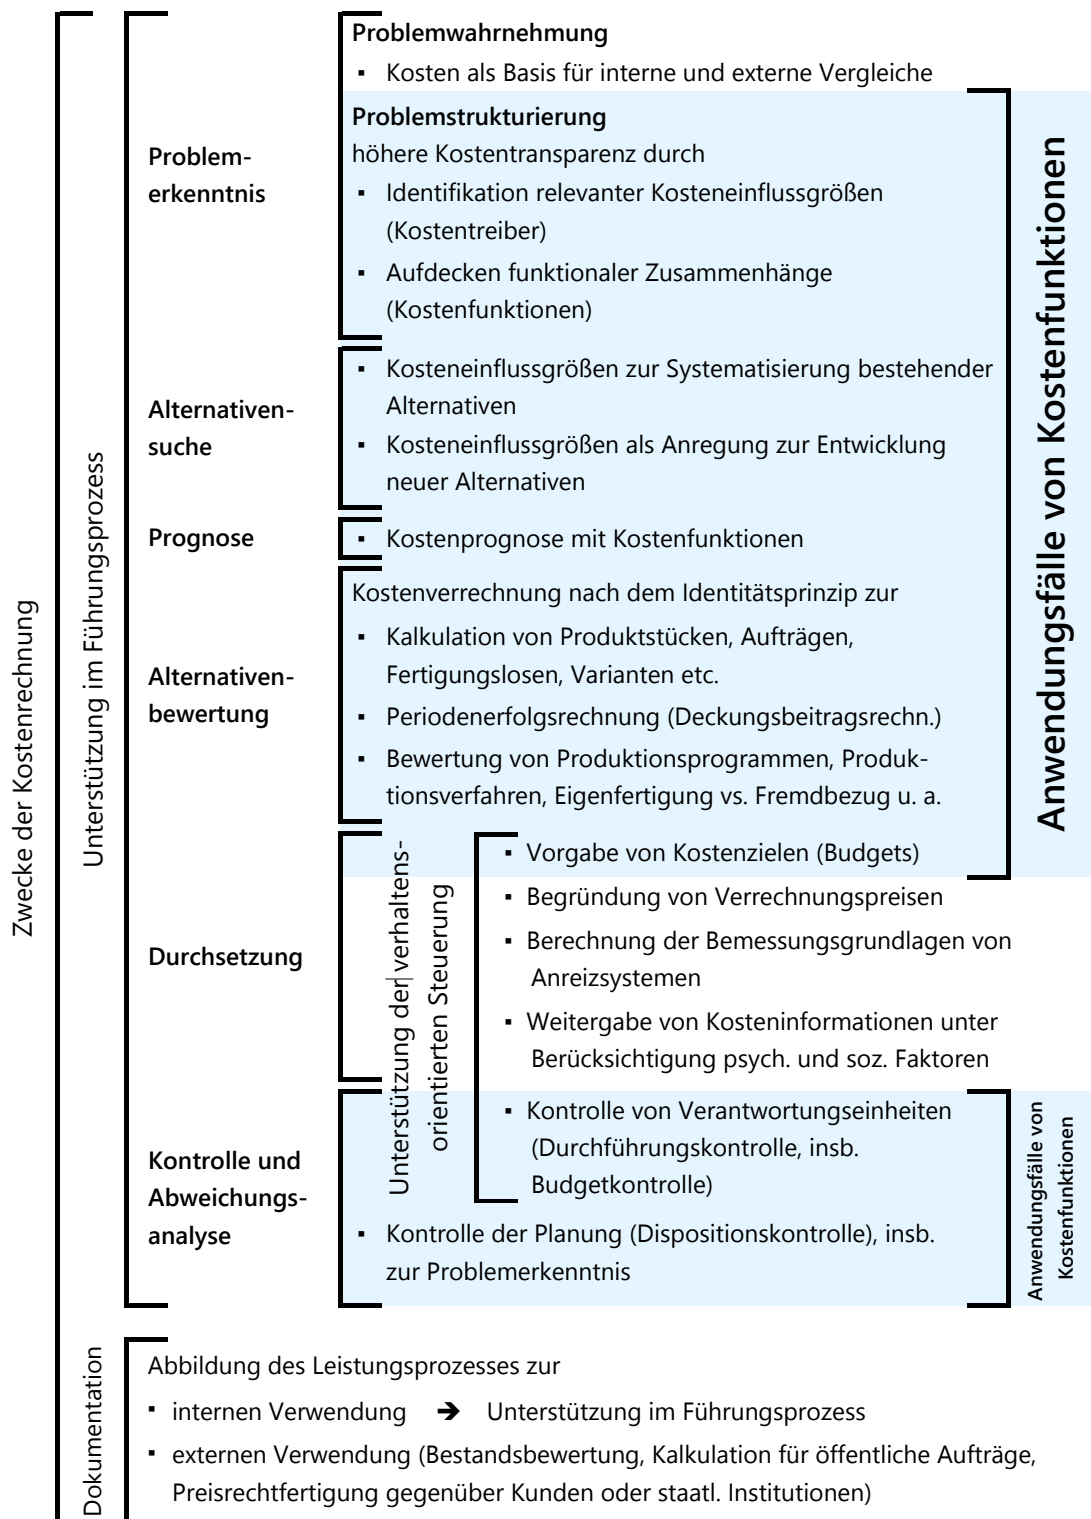 Zwecke der Kostenrechnung
Unterstützung im Führungsprozess
Problem-
erkenntnis
Problemwahrnehmung
▪ Kosten als Basis für interne und externe Vergleiche
Problemstrukturierung
höhere Kostentransparenz durch
▪ Identifikation relevanter Kosteneinflussgrößen
(Kostentreiber)
▪ Aufdecken funktionaler Zusammenhänge
(Kostenfunktionen)
Alternativen-
suche
▪ Kosteneinflussgrößen zur Systematisierung bestehender
Alternativen
▪ Kosteneinflussgrößen als Anregung zur Entwicklung
neuer Alternativen
Prognose
▪ Kostenprognose mit Kostenfunktionen
Alternativen-
bewertung
Kostenverrechnung nach dem Identitätsprinzip zur
▪ Kalkulation von Produktstücken, Aufträgen,
Fertigungslosen, Varianten etc.
▪ Periodenerfolgsrechnung (Deckungsbeitragsrechn.)
▪ Bewertung von Produktionsprogrammen, Produk-
tionsverfahren, Eigenfertigung vs. Fremdbezug u. a.
Anwendungsfälle von Kostenfunktionen
Durchsetzung
Unterstützung der verhaltens-
orientierten Steuerung
▪ Vorgabe von Kostenzielen (Budgets)
▪ Begründung von Verrechnungspreisen
▪ Berechnung der Bemessungsgrundlagen von
Anreizsystemen
▪ Weitergabe von Kosteninformationen unter
Berücksichtigung psych. und soz. Faktoren
Kontrolle und
Abweichungs-
analyse
▪ Kontrolle von Verantwortungseinheiten
(Durchführungskontrolle, insb.
Budgetkontrolle)
▪ Kontrolle der Planung (Dispositionskontrolle), insb.
zur Problemerkenntnis
Anwendungsfälle von
Kostenfunktionen
Dokumentation
Abbildung des Leistungsprozesses zur
▪ internen Verwendung ➔ Unterstützung im Führungsprozess
▪ externen Verwendung (Bestandsbewertung, Kalkulation für öffentliche Aufträge,
Preisrechtfertigung gegenüber Kunden oder staatl. Institutionen)